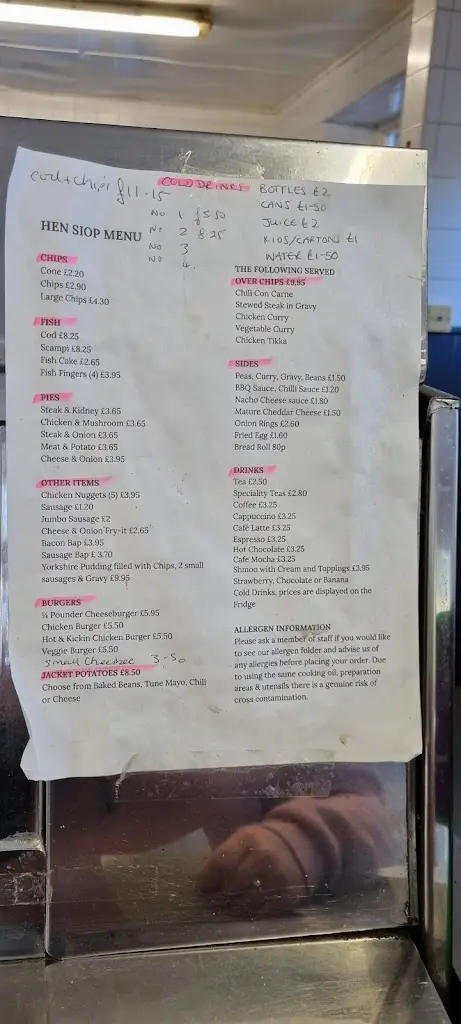 cod + chips £11-15
COLD DRINKS
BOTTLES £2
CANS £1-50
JUICE £2
KIDS/CARTONS £1
WATER £1-50
No 1 £5.50
No 2 8.25
No 3
No 4.
HEN SIOP MENU
CHIPS
Cone £2.20
Chips £2.90
Large Chips £4.30
FISH
Cod £8.25
Scampi £8.25
Fish Cake £2.65
Fish Fingers (4) £3.95
PIES
Steak & Kidney £3.65
Chicken & Mushroom £3.65
Steak & Onion £3.65
Meat & Potato £3.65
Cheese & Onion £3.95
OTHER ITEMS
Chicken Nuggets (5) £3.95
Sausage £1.20
Jumbo Sausage £2
Cheese & Onion Fry-it £2.65
Bacon Bap £3.95
Sausage Bap £ 3.70
Yorkshire Pudding filled with Chips, 2 small
sausages & Gravy £9.95
BURGERS
¼ Pounder Cheeseburger £5.95
Chicken Burger £5.50
Hot & Kickin Chicken Burger £5.50
Veggie Burger £5.50
Small 3-50
JACKET POTATOES £8.50
Choose from Baked Beans, Tune Mayo, Chili
or Cheese
THE FOLLOWING SERVED
OVER CHIPS £9.95
Chili Con Carne
Stewed Steak in Gravy
Chicken Curry
Vegetable Curry
Chicken Tikka
SIDES
Peas, Curry, Gravy, Beans £1.50
BBQ Sauce, Chilli Sauce £1.20
Nacho Cheese sauce £1.80
Mature Cheddar Cheese £1.50
Onion Rings £2.60
Fried Egg £1.60
Bread Roll 80p
DRINKS
Tea £2.50
Speciality Teas £2.80
Coffee £3.25
Cappuccino £3.25
Café Latte £3.25
Espresso £3.25
Hot Chocolate £3.25
Cafe Mocha £3.25
Shmoo with Cream and Toppings £3.95
Strawberry, Chocolate or Banana
Cold Drinks, prices are displayed on the
Fridge
ALLERGEN INFORMATION
Please ask a member of staff if you would like
to see our allergen folder and advise us of
any allergies before placing your order. Due
to using the same cooking oil, preparation
areas & utensils there is a genuine risk of
cross contamination.